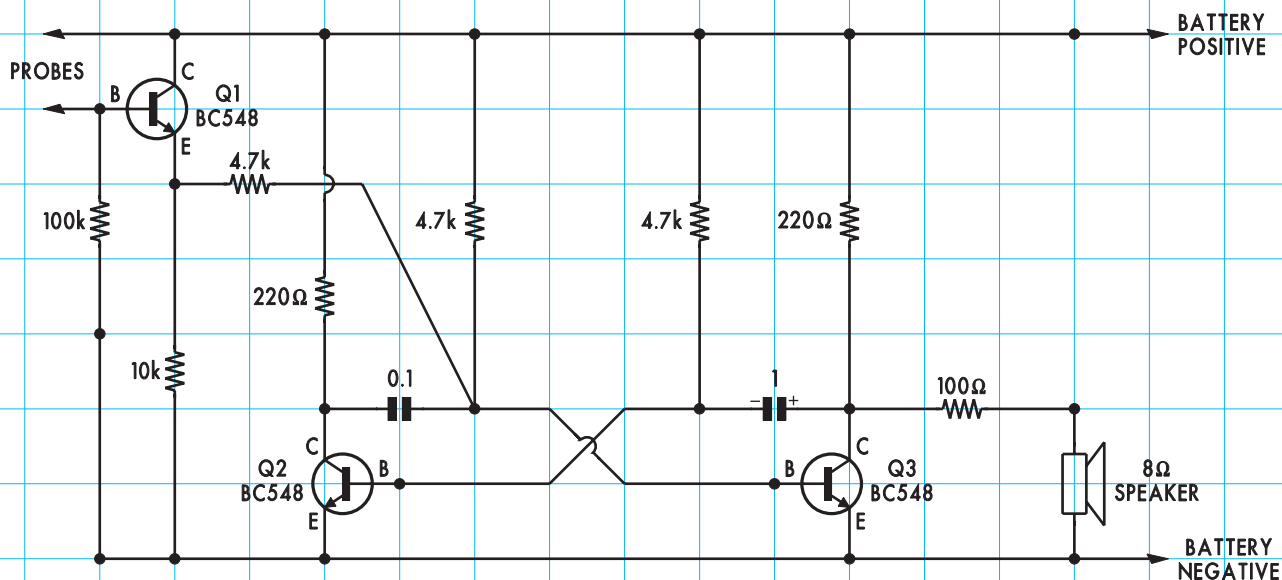 BATTERY
POSITIVE
PROBES
C
B
Q1
BC548
E
4.7k
100k
4.7k
4.7k
220Ω
220Ω
10k
0.1
1
- +
100Ω
C
Q2
B
BC548
E
C
B
Q3
BC548
E
8Ω
SPEAKER
BATTERY
NEGATIVE